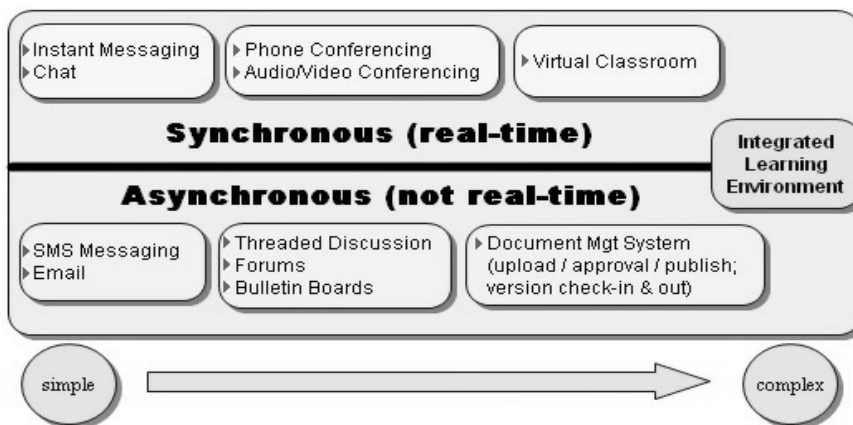 Instant Messaging
Chat
Phone Conferencing
Audio/Video Conferencing
Virtual Classroom
Synchronous (real-time)
Integrated
Learning
Environment
Asynchronous (not real-time)
SMS Messaging
Email
Threaded Discussion
Forums
Bulletin Boards
Document Mgt System
(upload / approval / publish;
version check-in & out)
simple
complex